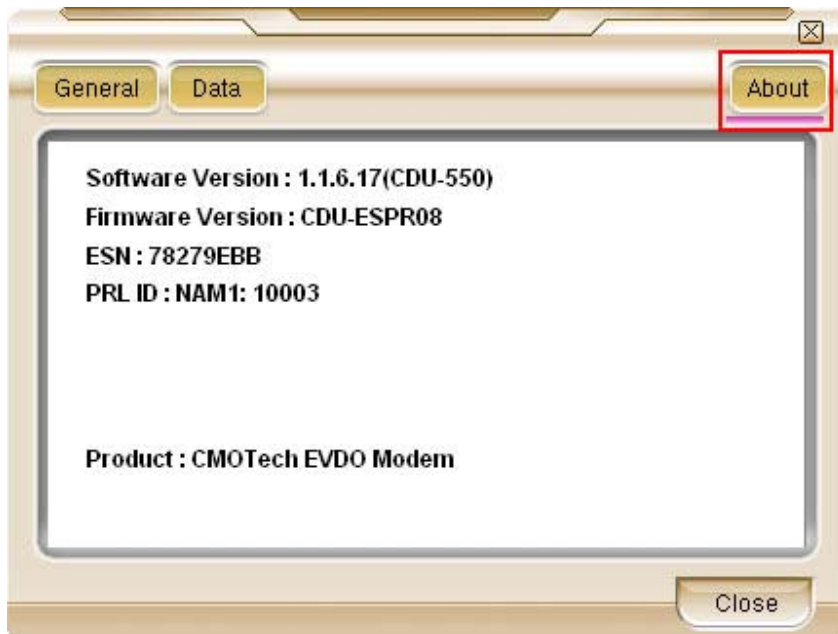 General Data About
Software Version : 1.1.6.17(CDU-550)
Firmware Version : CDU-ESPR08
ESN : 78279EBB
PRL ID : NAM1: 10003
Product : CMOTech EVDO Modem
Close